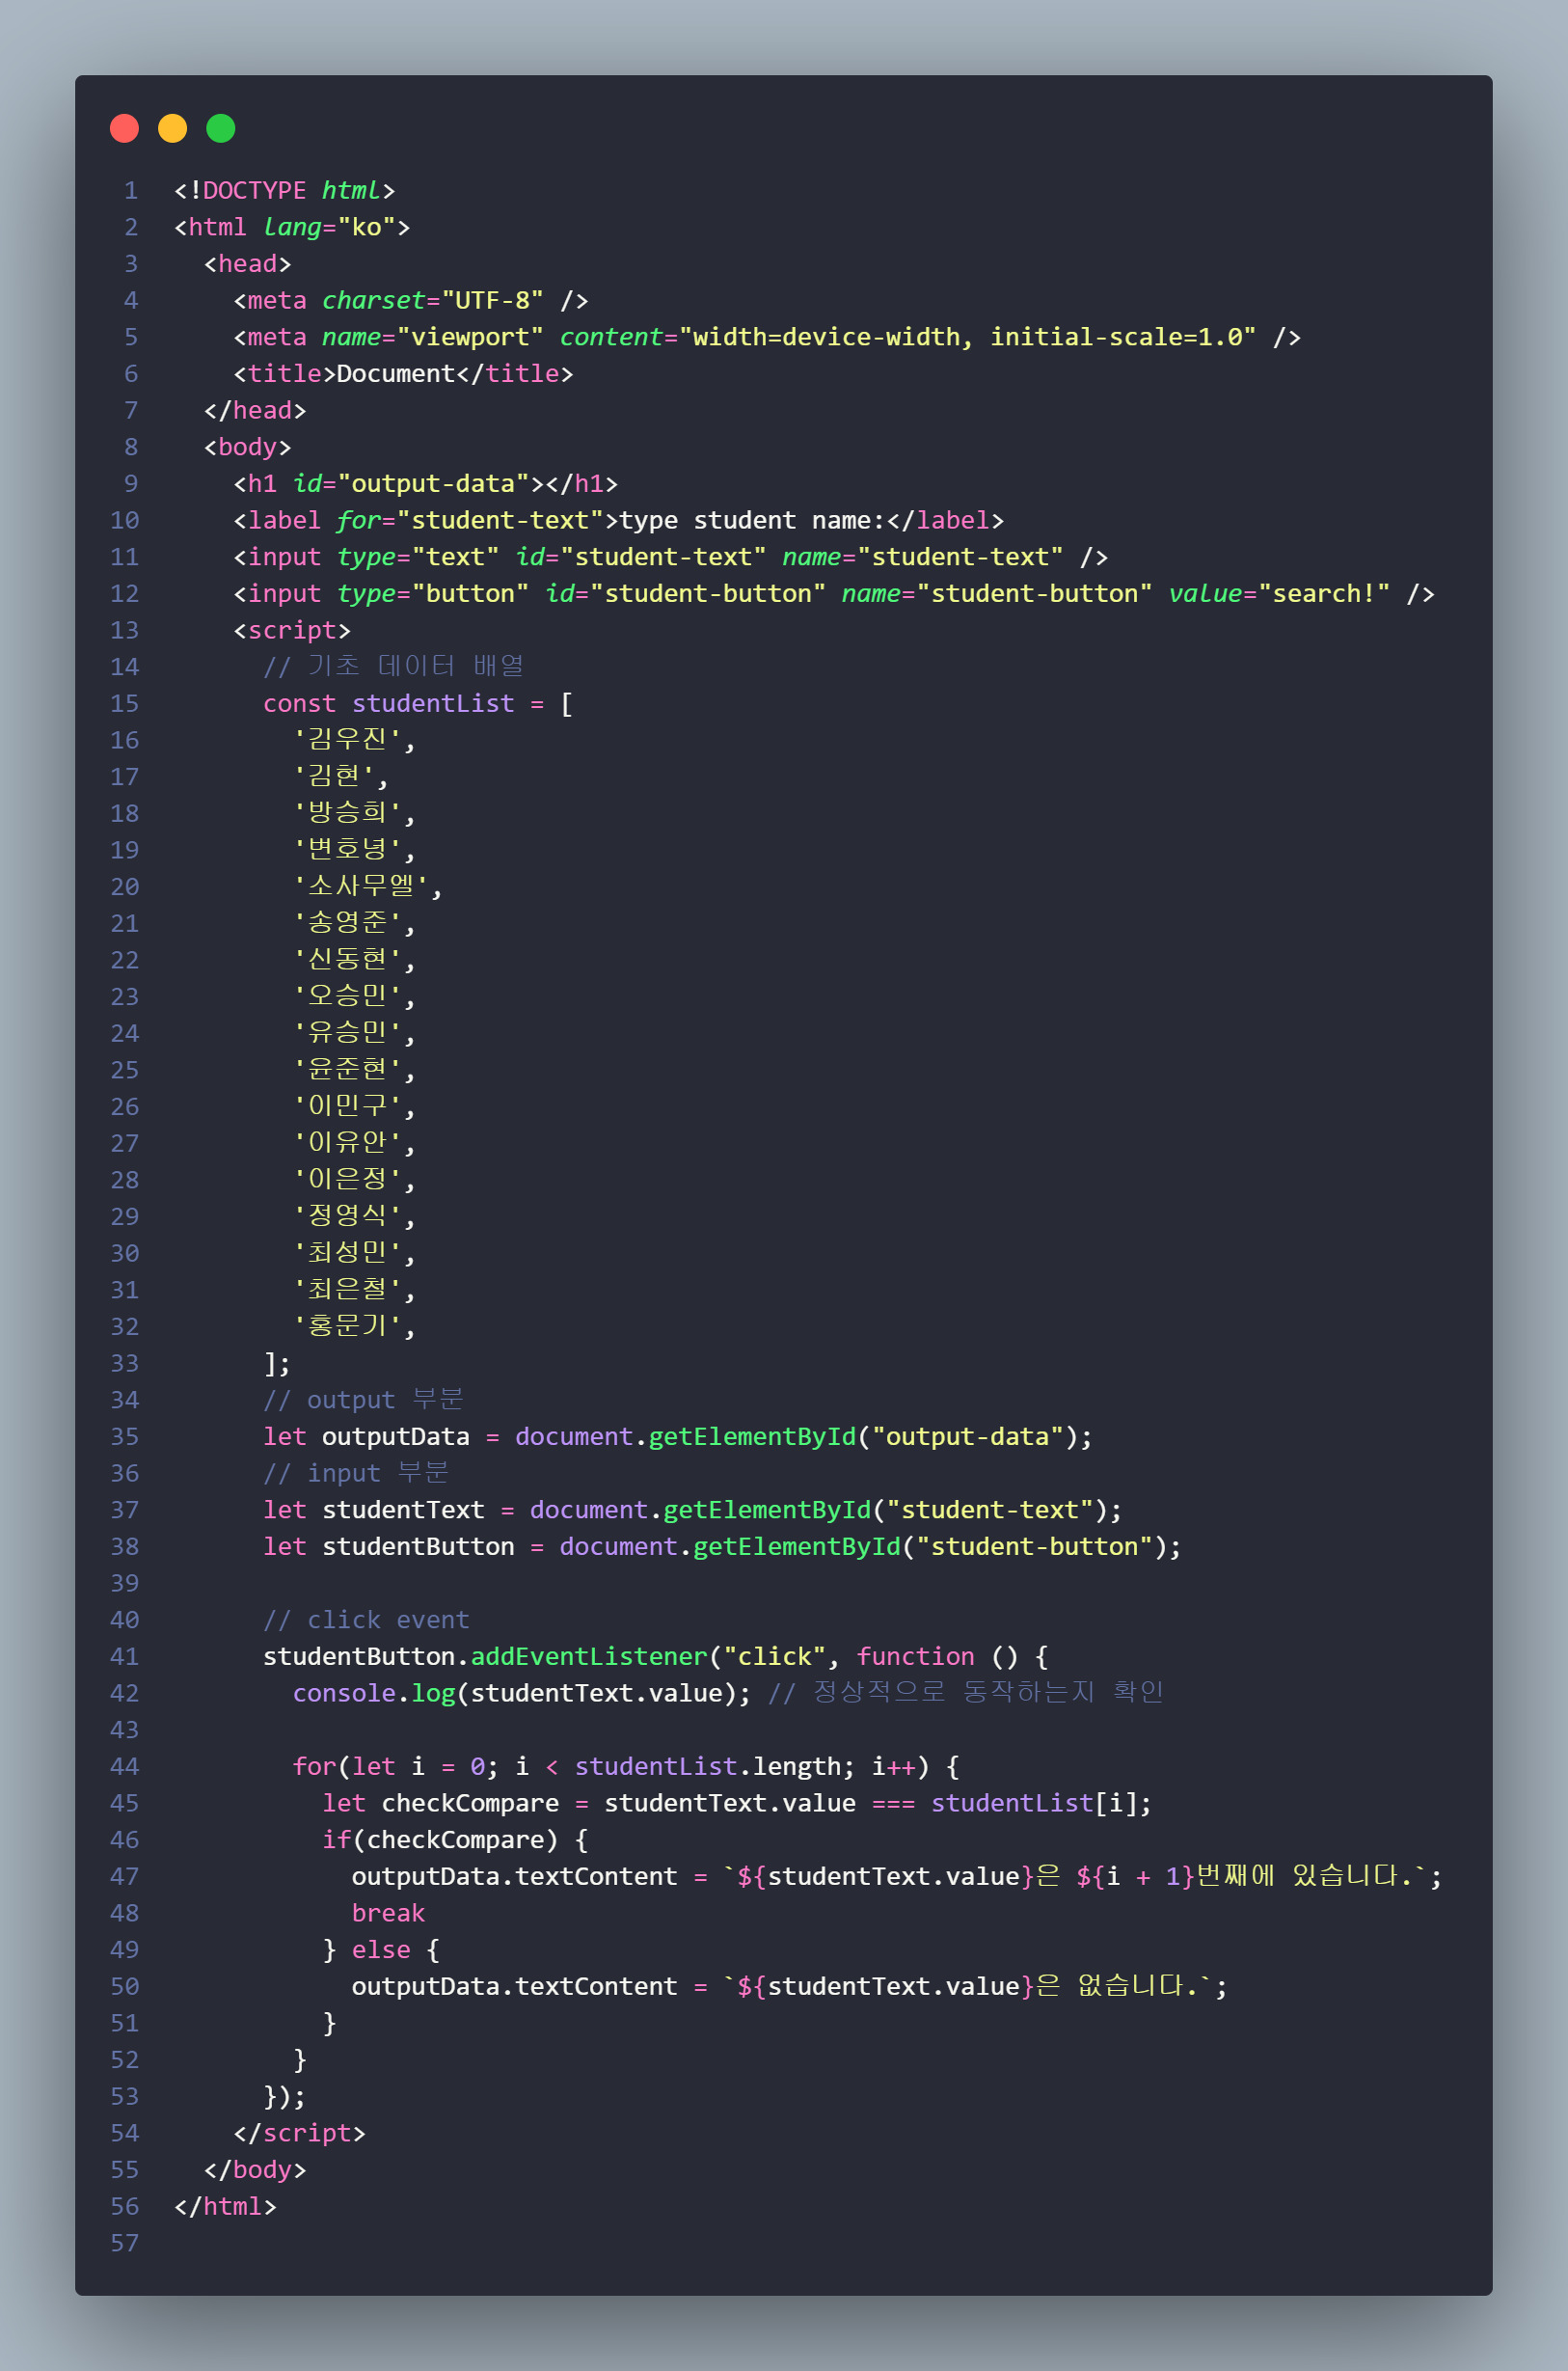 1 <!DOCTYPE html>
2 <html lang="ko">
3   <head>
4     <meta charset="UTF-8" />
5     <meta name="viewport" content="width=device-width, initial-scale=1.0" />
6     <title>Document</title>
7   </head>
8   <body>
9     <h1 id="output-data"></h1>
10     <label for="student-text">type student name:</label>
11     <input type="text" id="student-text" name="student-text" />
12     <input type="button" id="student-button" name="student-button" value="search!" />
13     <script>
14       // 기초 데이터 배열
15       const studentList = [
16         '김우진',
17         '김현',
18         '방승희',
19         '변호녕',
20         '소사무엘',
21         '송영준',
22         '신동현',
23         '오승민',
24         '유승민',
25         '윤준현',
26         '이민구',
27         '이유안',
28         '이은정',
29         '정영식',
30         '최성민',
31         '최은철',
32         '홍문기',
33       ];
34       // output 부분
35       let outputData = document.getElementById("output-data");
36       // input 부분
37       let studentText = document.getElementById("student-text");
38       let studentButton = document.getElementById("student-button");
39
40       // click event
41       studentButton.addEventListener("click", function () {
42         console.log(studentText.value); // 정상적으로 동작하는지 확인
43
44         for(let i = 0; i < studentList.length; i++) {
45           let checkCompare = studentText.value === studentList[i];
46           if(checkCompare) {
47             outputData.textContent = `${studentText.value}은 ${i + 1}번째에 있습니다.`;
48             break
49           } else {
50             outputData.textContent = `${studentText.value}은 없습니다.`;
51           }
52         }
53       });
54     </script>
55   </body>
56 </html>
57